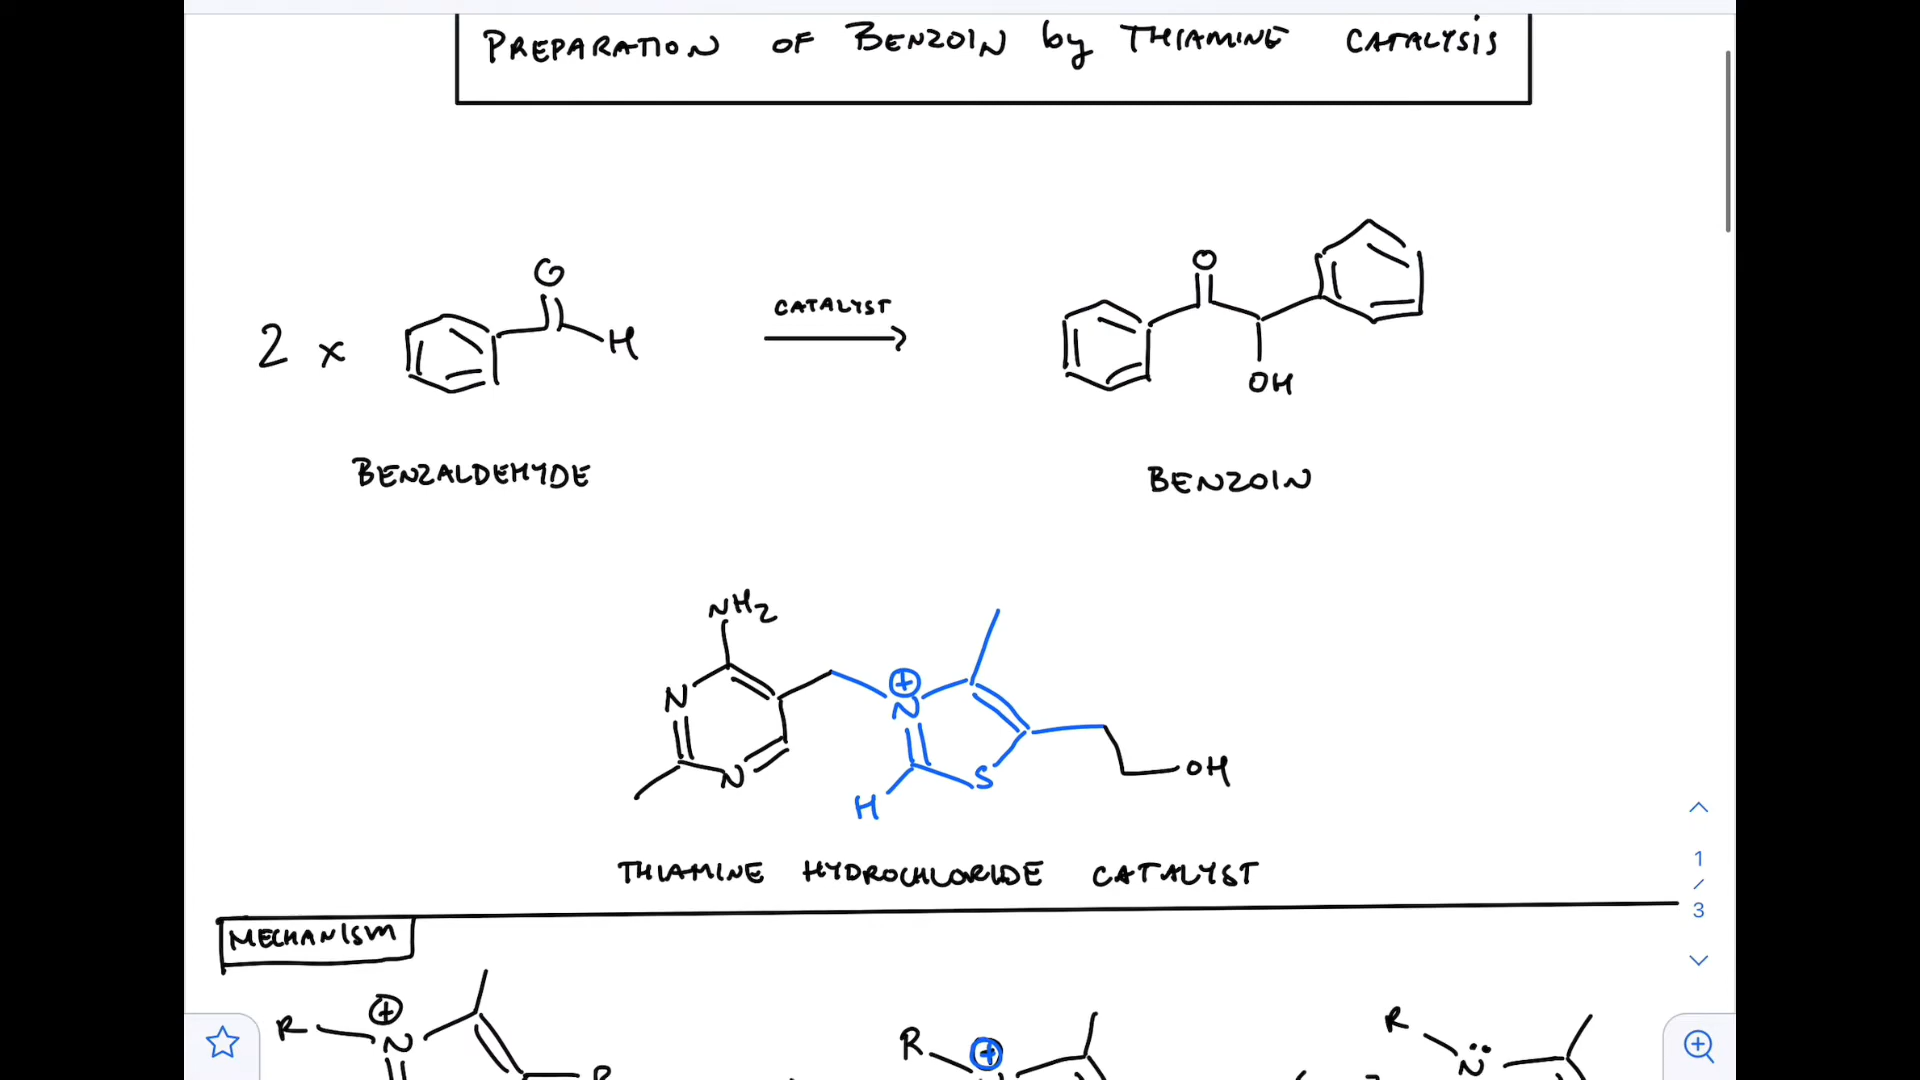 PREPARATION OF BENZOIN by THIAMINE CATALYSIS
O
2 x
H
CATALYST
O
OH
BENZALDEHYDE
BENZOIN
NH2
N
N
⊕
N
S
H
OH
THIAMINE HYDROCHLORIDE CATALYST
1
/
3
MECHANISM
R
⊕
N
R
R
⊕
R
N